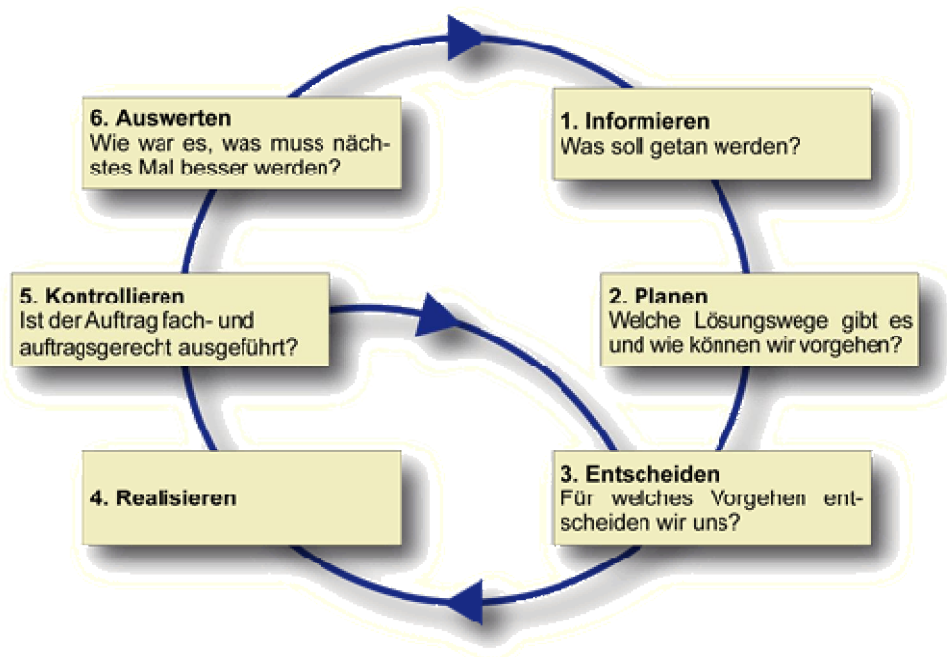 1. Informieren
Was soll getan werden?
2. Planen
Welche Lösungswege gibt es
und wie können wir vorgehen?
3. Entscheiden
Für welches Vorgehen ent-
scheiden wir uns?
4. Realisieren
5. Kontrollieren
Ist der Auftrag fach- und
auftragsgerecht ausgeführt?
6. Auswerten
Wie war es, was muss näch-
stes Mal besser werden?